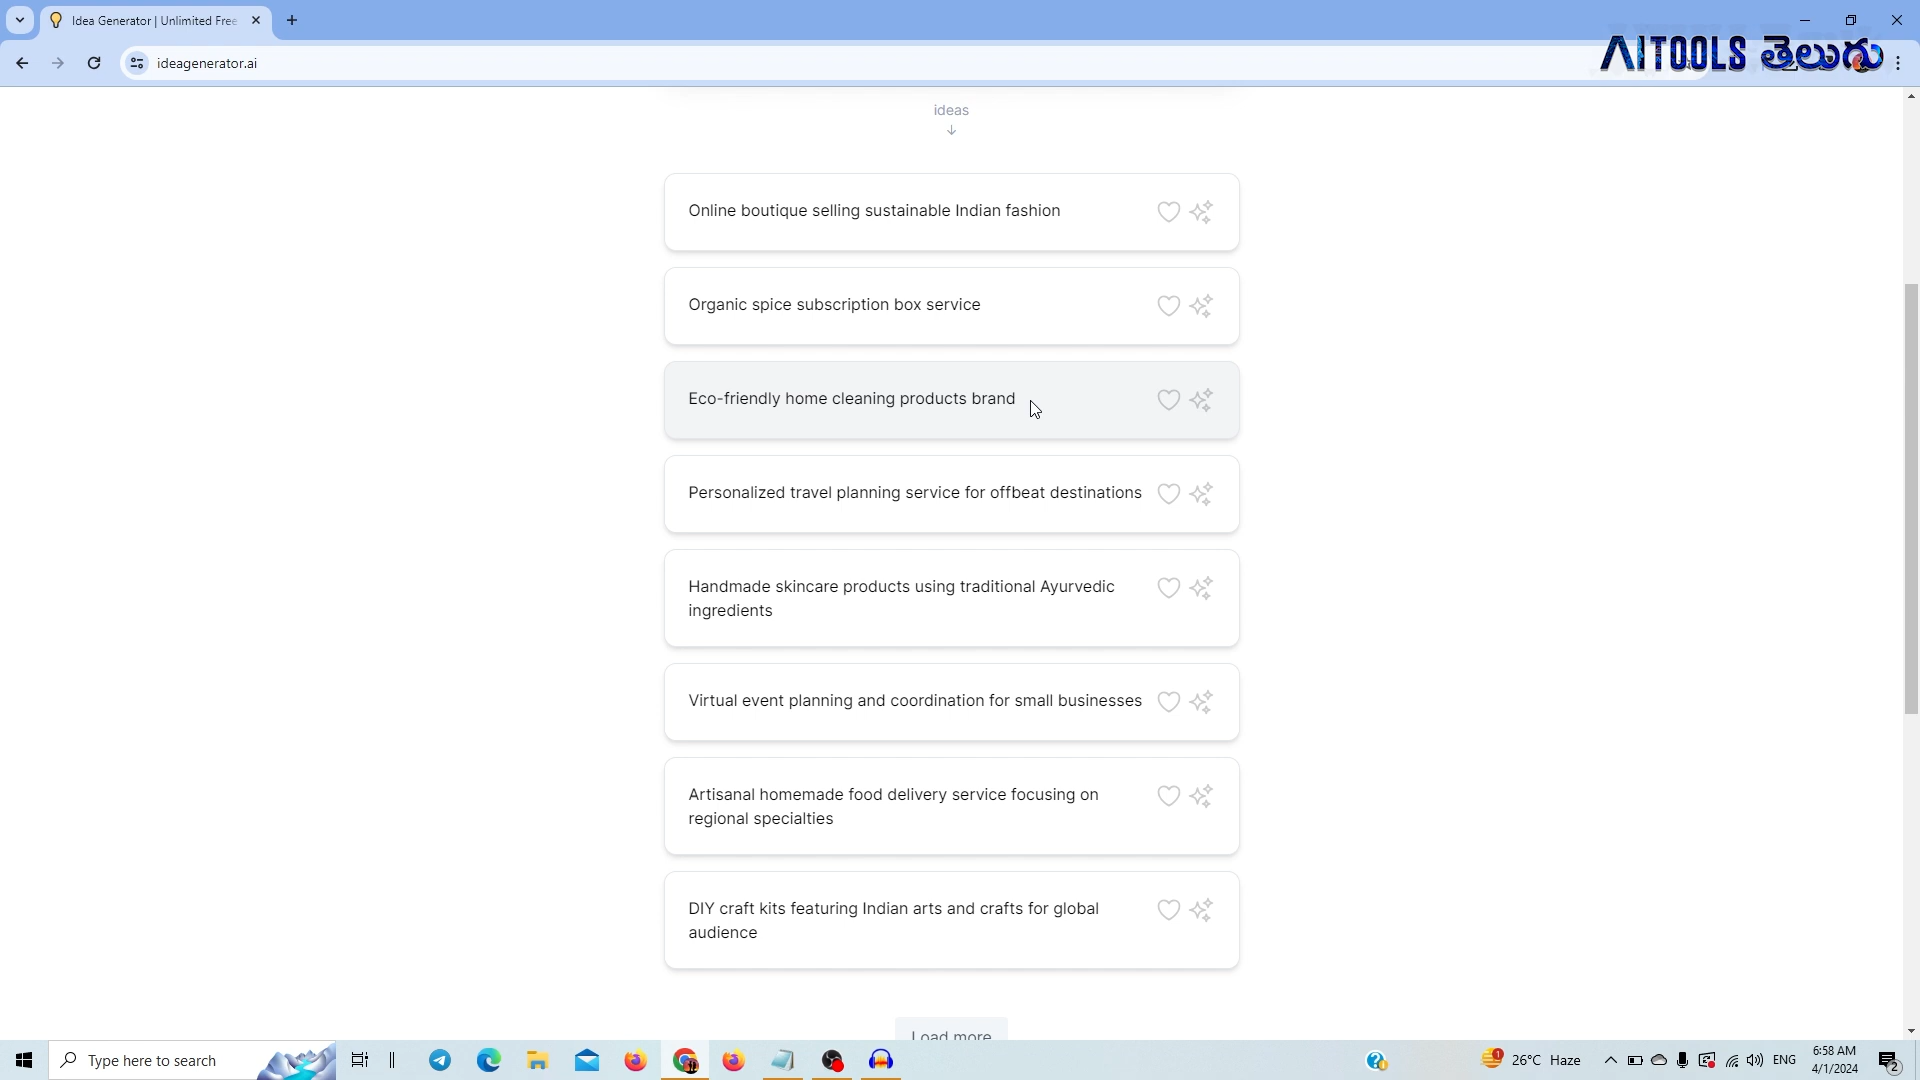 Idea Generator | Unlimited Free
ideagenerator.ai
AITOOLS తెలుగు
ideas
Online boutique selling sustainable Indian fashion
Organic spice subscription box service
Eco-friendly home cleaning products brand
Personalized travel planning service for offbeat destinations
Handmade skincare products using traditional Ayurvedic
ingredients
Virtual event planning and coordination for small businesses
Artisanal homemade food delivery service focusing on
regional specialties
DIY craft kits featuring Indian arts and crafts for global
audience
Load more
Type here to search
1
26°C Haze
ENG
6:58 AM
4/1/2024
2